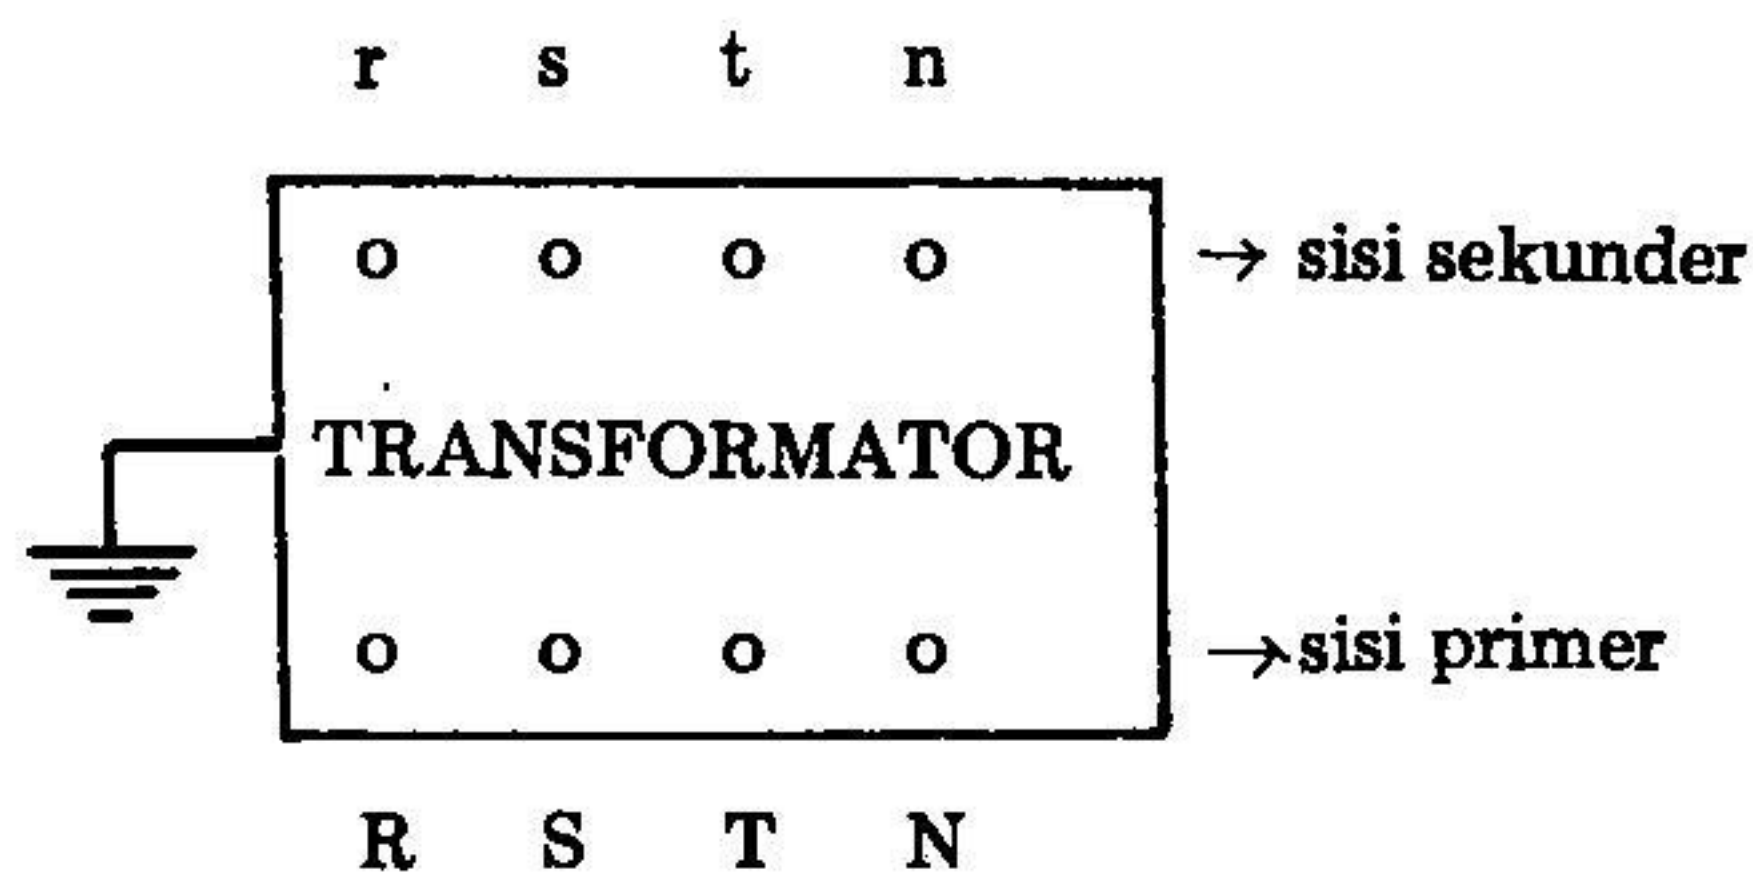 r s t n
o o o o → sisi sekunder
TRANSFORMATOR
o o o o → sisi primer
R S T N